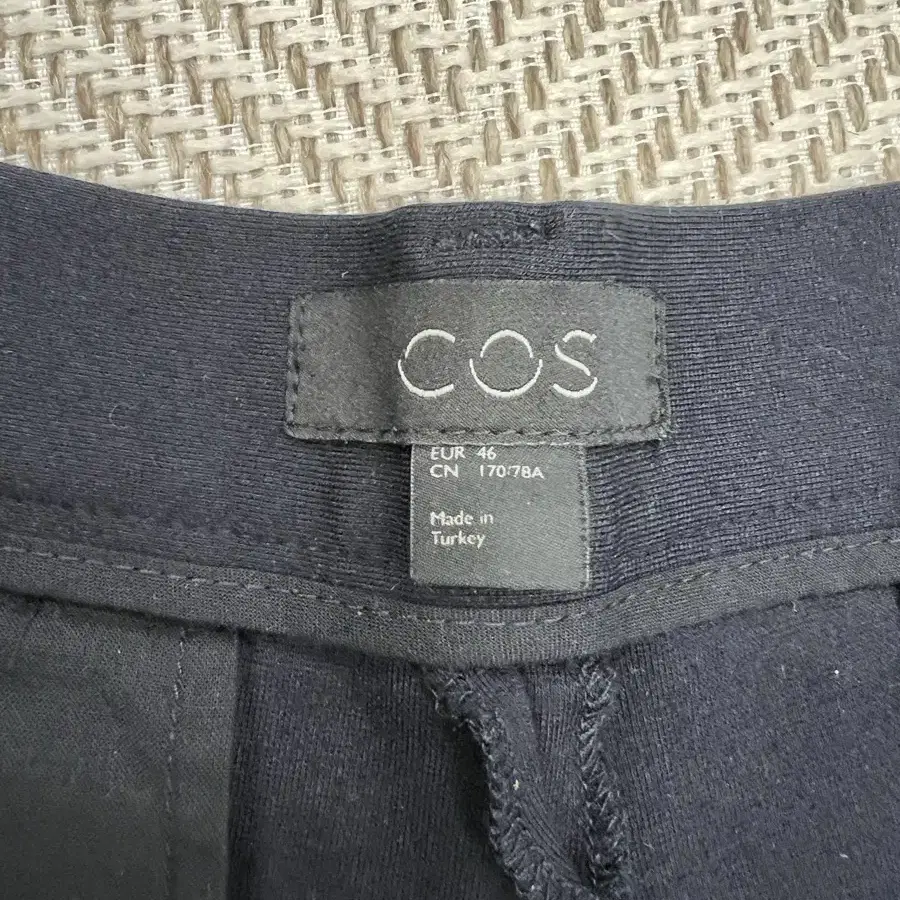 COS
EUR 46
CN 170/78A
Made in
Turkey